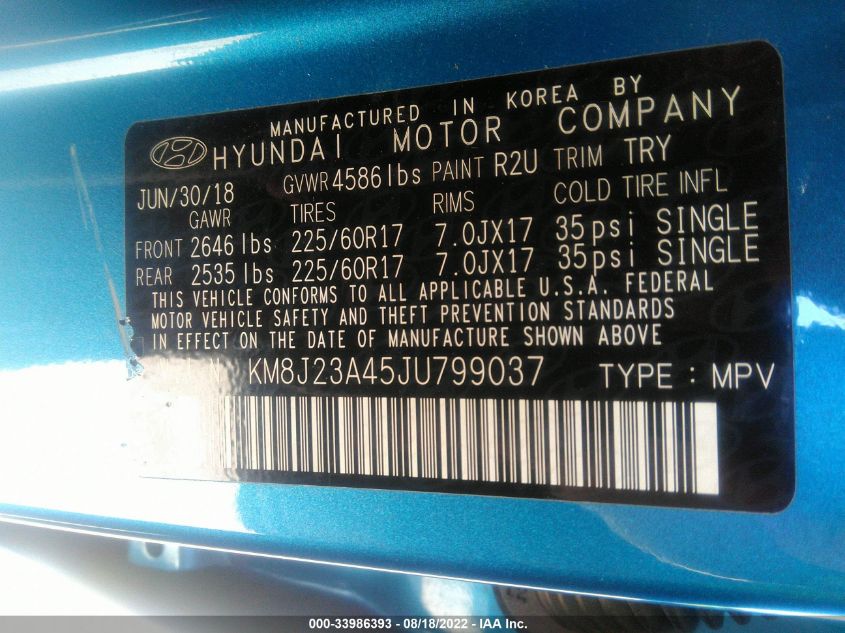 MANUFACTURED IN KOREA BY
HYUNDAI MOTOR COMPANY
JUN/30/18 GVWR 4586 lbs PAINT R2U TRIM TRY
GAWR TIRES RIMS COLD TIRE INFL
FRONT 2646 lbs 225/60R17 7.0JX17 35psi SINGLE
REAR 2535 lbs 225/60R17 7.0JX17 35psi SINGLE
THIS VEHICLE CONFORMS TO ALL APPLICABLE U.S.A. FEDERAL
MOTOR VEHICLE SAFETY AND THEFT PREVENTION STANDARDS
IN EFFECT ON THE DATE OF MANUFACTURE SHOWN ABOVE
KM8J23A45JU799037 TYPE : MPV
000-33986393 - 08/18/2022 - IAA Inc.